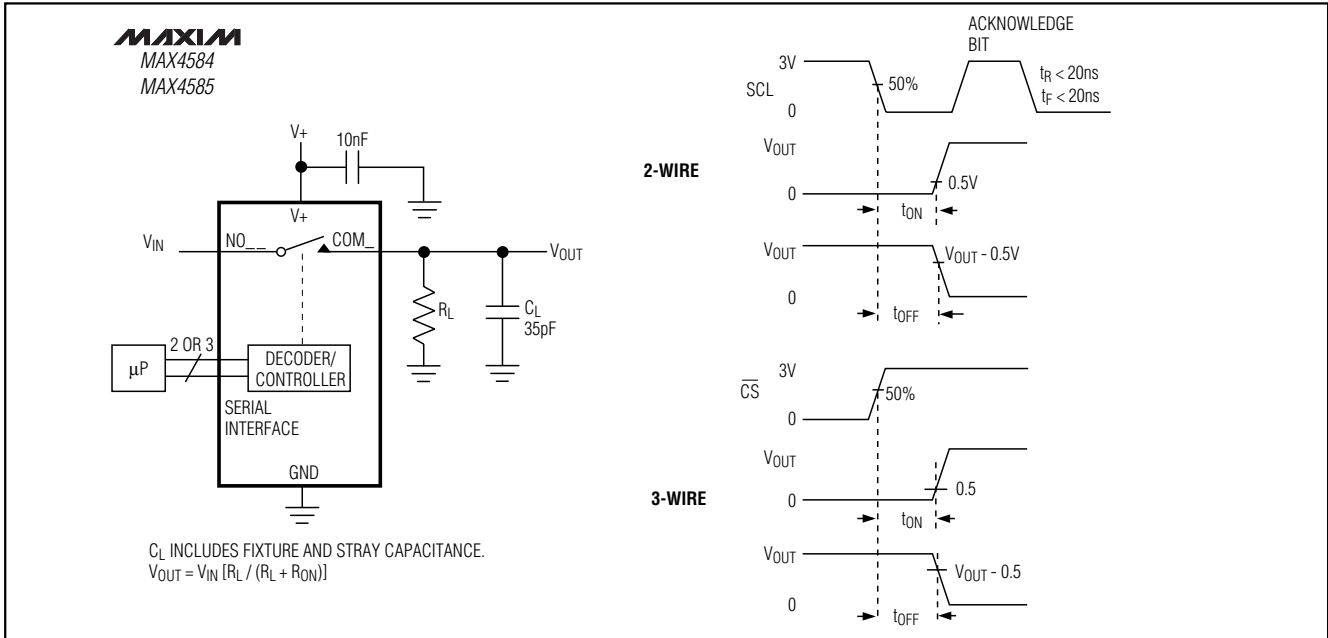 MAXIM
MAX4584
MAX4585
V+
10nF
V+
VIN
NO_ _
COM_
VOUT
RL
CL
35pF
µP
2 OR 3
DECODER/
CONTROLLER
SERIAL
INTERFACE
GND
CL INCLUDES FIXTURE AND STRAY CAPACITANCE.
VOUT = VIN [RL / (RL + RON)]
2-WIRE
ACKNOWLEDGE
BIT
3V
SCL
0
50%
tR < 20ns
tF < 20ns
VOUT
0
0.5V
tON
VOUT
0
VOUT - 0.5V
tOFF
3-WIRE
3V
CS
0
50%
VOUT
0
0.5
tON
VOUT
0
VOUT - 0.5
tOFF